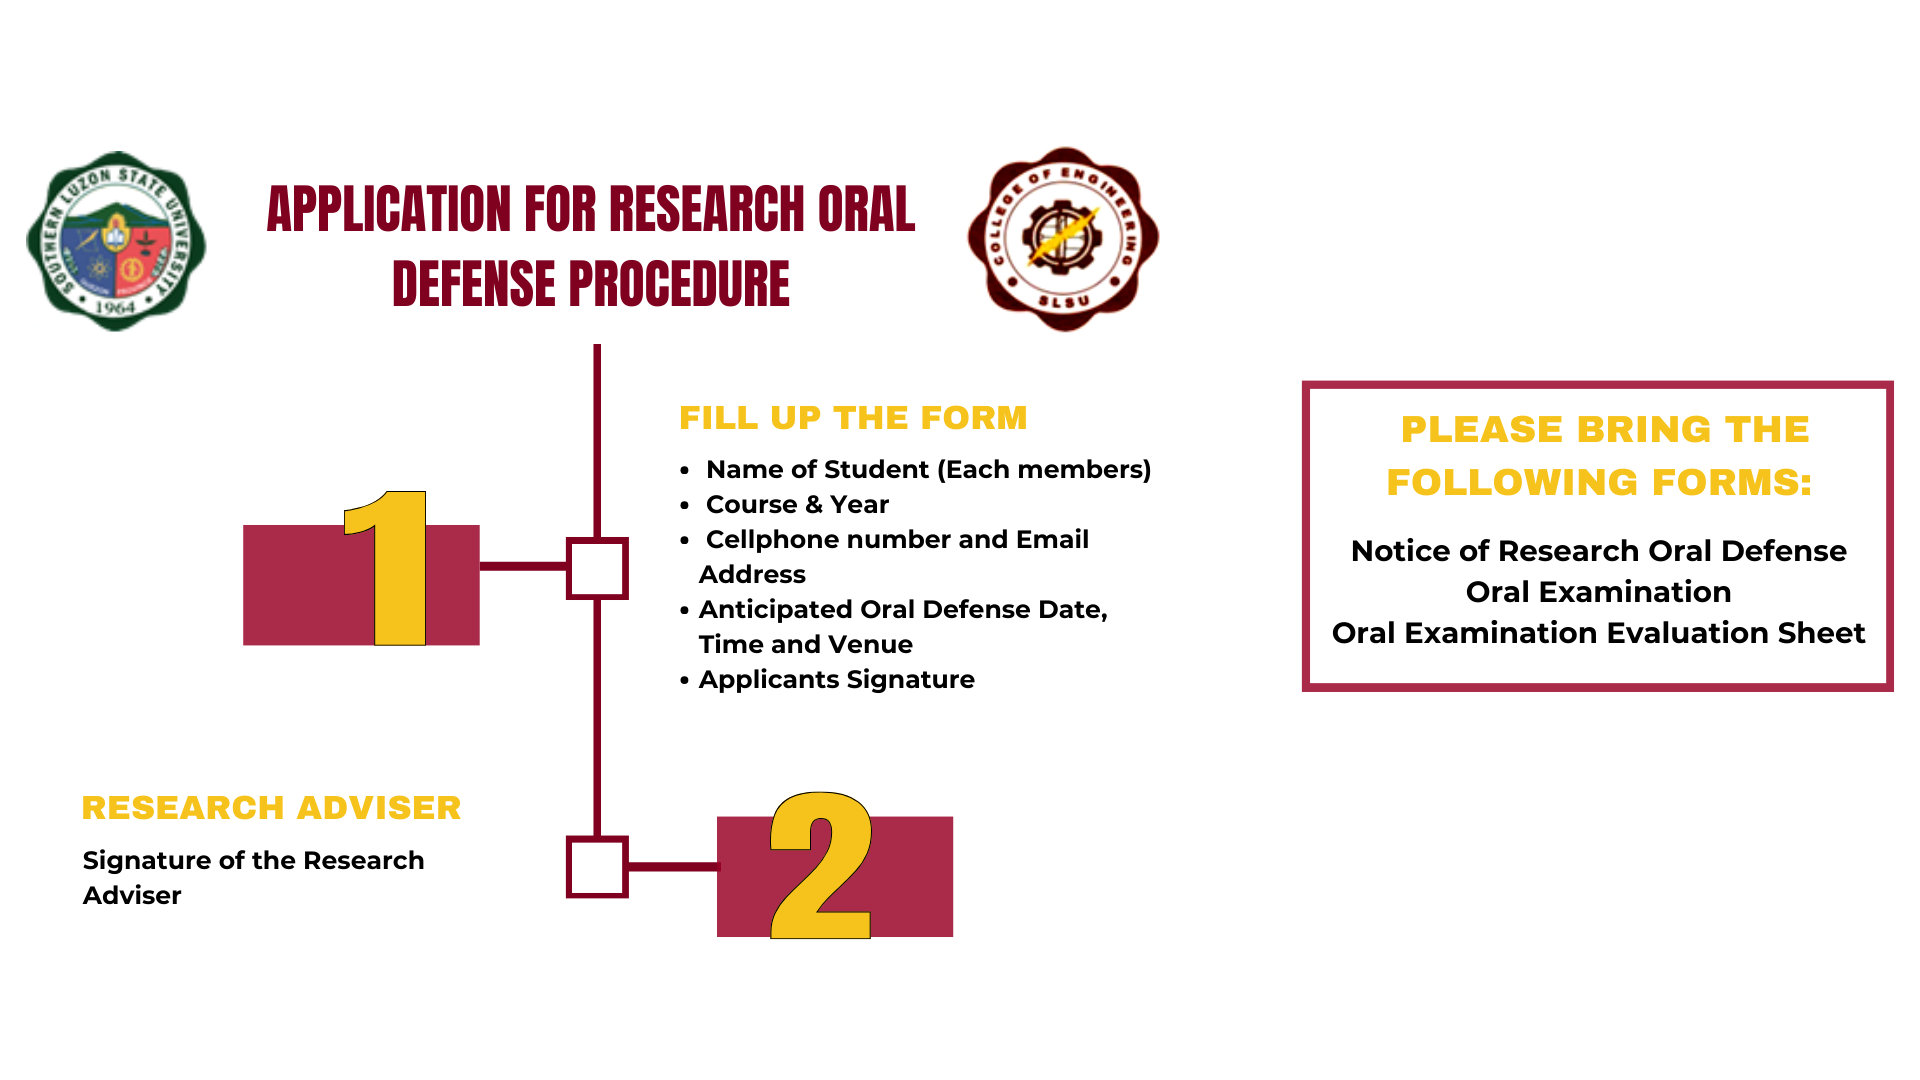 SOUTHERN LUZON STATE UNIVERSITY
1964
APPLICATION FOR RESEARCH ORAL
DEFENSE PROCEDURE
COLLEGE OF ENGINEERING
SLSU
1
FILL UP THE FORM
• Name of Student (Each members)
• Course & Year
• Cellphone number and Email
Address
• Anticipated Oral Defense Date,
Time and Venue
• Applicants Signature
RESEARCH ADVISER
Signature of the Research
Adviser
2
PLEASE BRING THE
FOLLOWING FORMS:
Notice of Research Oral Defense
Oral Examination
Oral Examination Evaluation Sheet